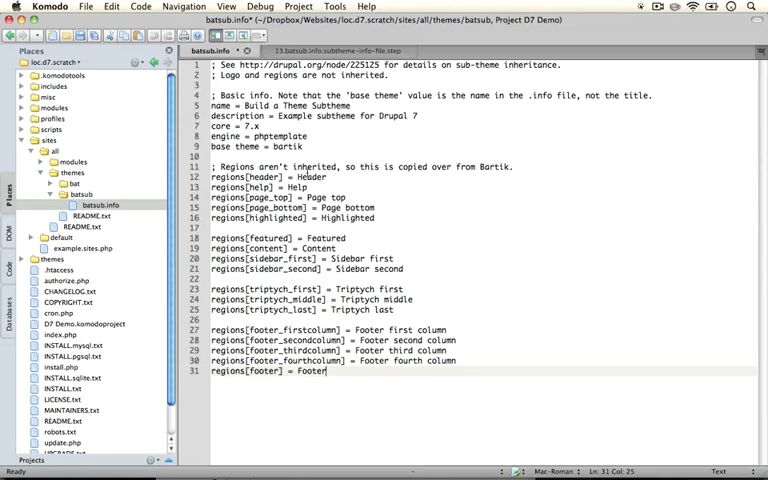 Komodo File Edit Code Navigation View Debug Project Tools Help
batsub.info* (~/Dropbox/Websites/loc.d7.scratch/sites/all/themes/batsub, Project D7 Demo)
Places
batsub.info *
13.batsub.info.subtheme-info-file.step
loc.d7.scratch
.komodotools
includes
misc
modules
profiles
scripts
sites
all
modules
themes
bat
batsub
batsub.info
README.txt
README.txt
default
example.sites.php
themes
.htaccess
authorize.php
CHANGELOG.txt
COPYRIGHT.txt
cron.php
D7 Demo.komodoproject
index.php
INSTALL.mysql.txt
INSTALL.pgsql.txt
install.php
INSTALL.sqlite.txt
INSTALL.txt
LICENSE.txt
MAINTAINERS.txt
README.txt
robots.txt
update.php
UPGRADE.txt
Projects
Places
DOM
Code
Databases
1 ; See http://drupal.org/node/225125 for details on sub-theme inheritance.
2 ; Logo and regions are not inherited.
3
4 ; Basic info. Note that the 'base theme' value is the name in the .info file, not the title.
5 name = Build a Theme Subtheme
6 description = Example subtheme for Drupal 7
7 core = 7.x
8 engine = phptemplate
9 base theme = bartik
10
11 ; Regions aren't inherited, so this is copied over from Bartik.
12 regions[header] = Header
13 regions[help] = Help
14 regions[page_top] = Page top
15 regions[page_bottom] = Page bottom
16 regions[highlighted] = Highlighted
17
18 regions[featured] = Featured
19 regions[content] = Content
20 regions[sidebar_first] = Sidebar first
21 regions[sidebar_second] = Sidebar second
22
23 regions[triptych_first] = Triptych first
24 regions[triptych_middle] = Triptych middle
25 regions[triptych_last] = Triptych last
26
27 regions[footer_firstcolumn] = Footer first column
28 regions[footer_secondcolumn] = Footer second column
29 regions[footer_thirdcolumn] = Footer third column
30 regions[footer_fourthcolumn] = Footer fourth column
31 regions[footer] = Footer
Ready
Mac-Roman
Ln: 31 Col: 25
Text